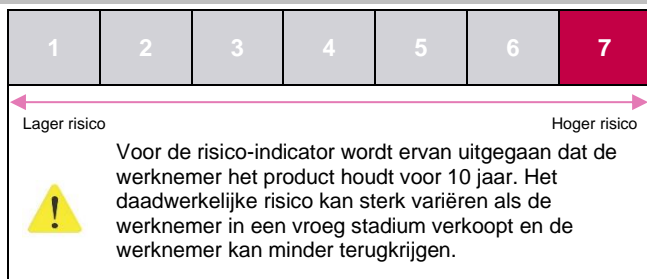 1 2 3 4 5 6 7
Lager risico Hoger risico
Voor de risico-indicator wordt ervan uitgegaan dat de
werknemer het product houdt voor 10 jaar. Het
daadwerkelijke risico kan sterk variëren als de
werknemer in een vroeg stadium verkoopt en de
werknemer kan minder terugkrijgen.